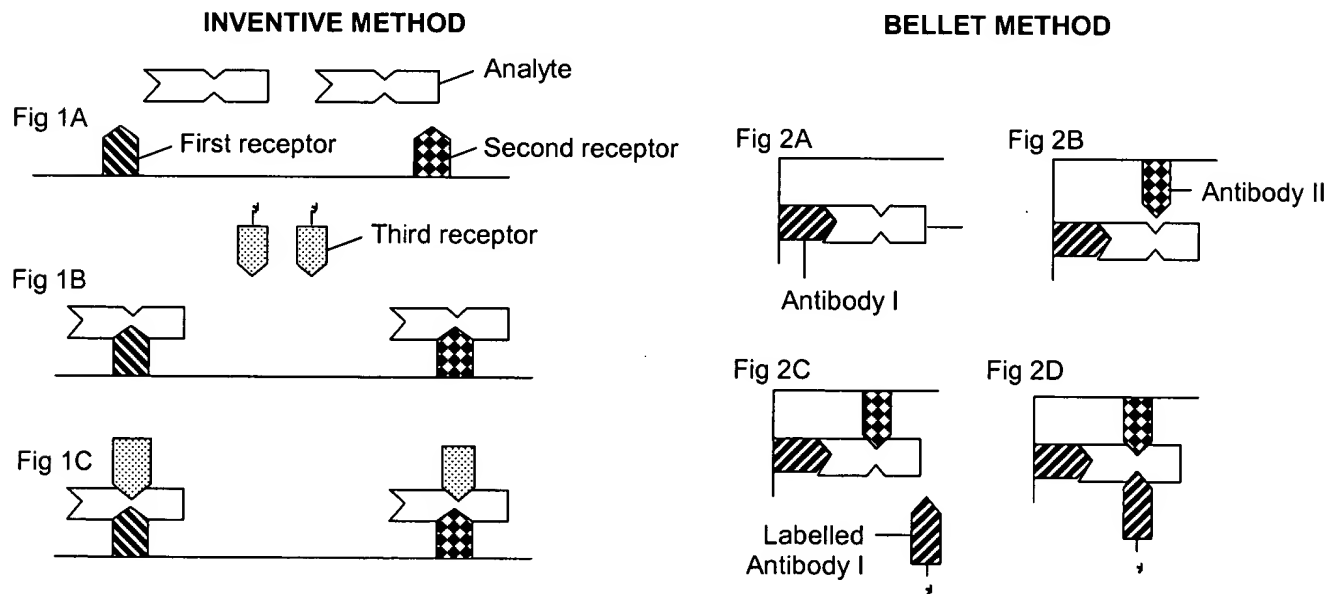 INVENTIVE METHOD
Analyte
Fig 1A
First receptor
Second receptor
Third receptor
Fig 1B
Fig 1C
BELLET METHOD
Fig 2A
Fig 2B
Antibody II
Antibody I
Fig 2C
Fig 2D
Labelled
Antibody I